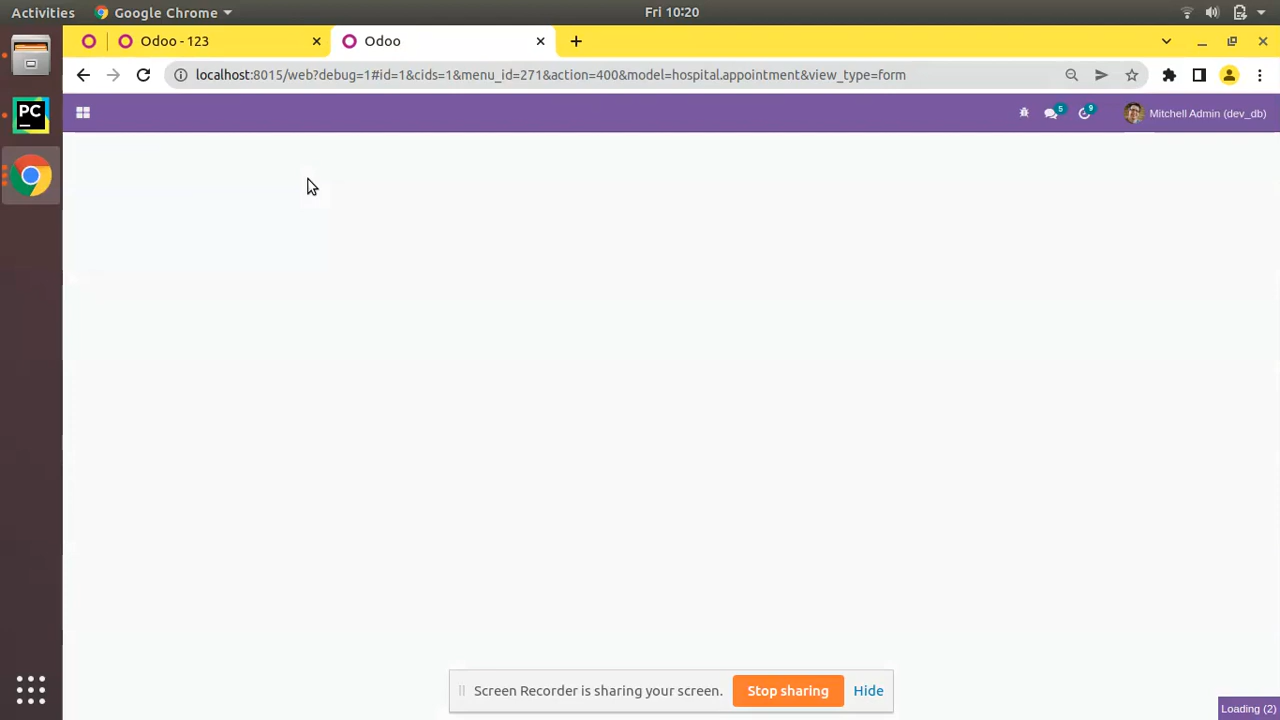 Activities
Google Chrome
Fri 10:20
Odoo - 123
Odoo
localhost:8015/web?debug=1#id=1&cids=1&menu_id=271&action=400&model=hospital.appointment&view_type=form
5
9
Mitchell Admin (dev_db)
PC
Screen Recorder is sharing your screen.
Stop sharing
Hide
Loading (2)